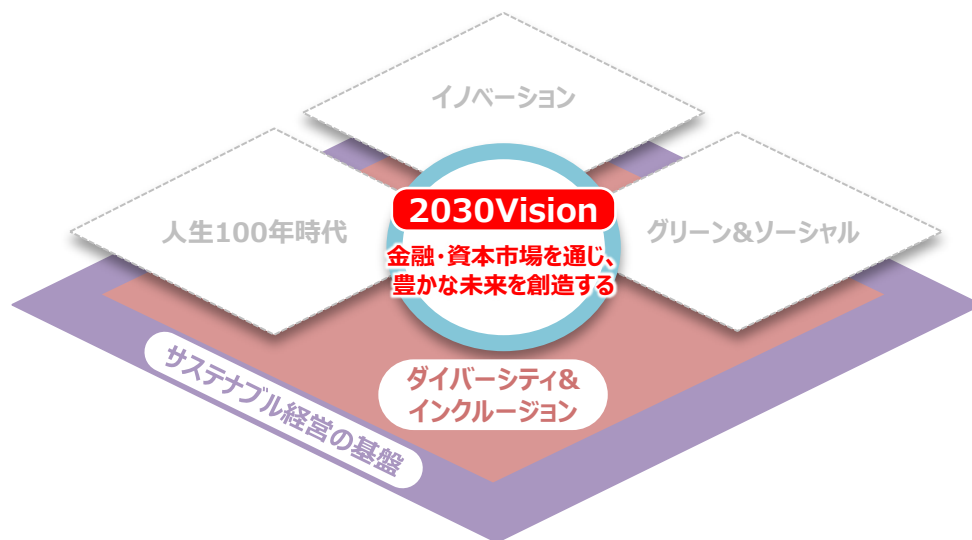 イノベーション
人生100年時代
2030Vision
金融・資本市場を通じ、
豊かな未来を創造する
グリーン&ソーシャル
ダイバーシティ&
インクルージョン
サステナブル経営の基盤